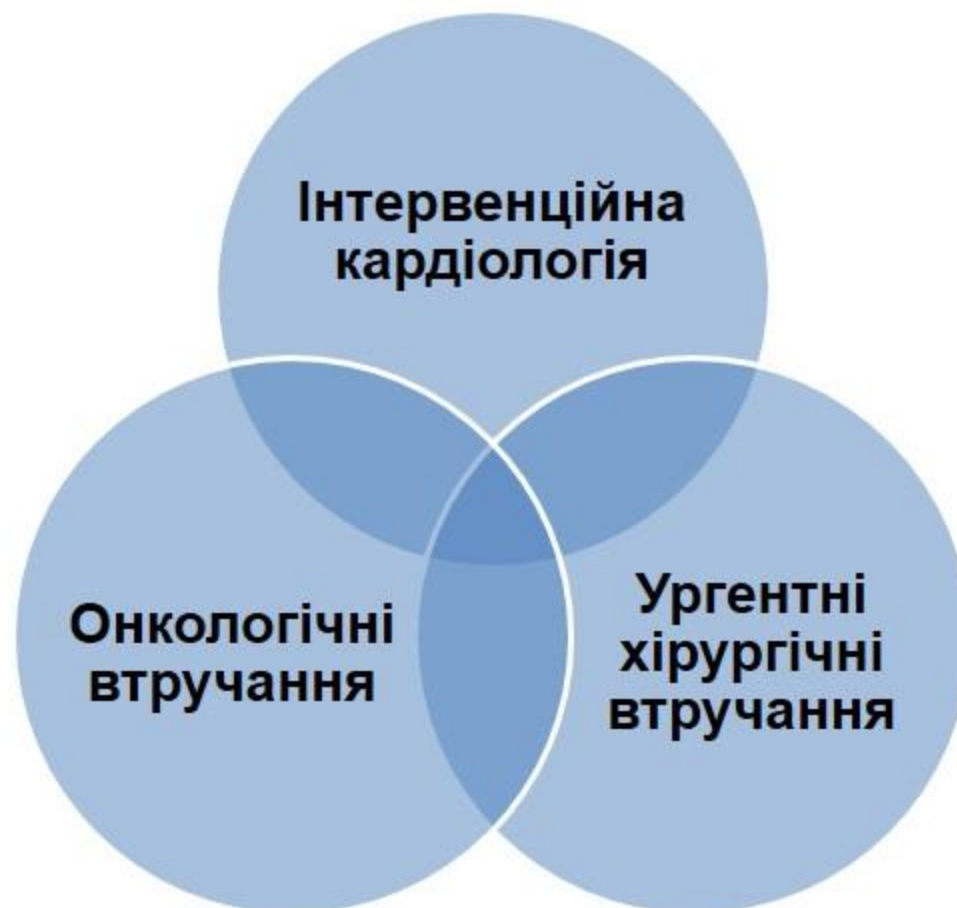 Інтервенційна
кардіологія
Онкологічні
втручання
Ургентні
хірургічні
втручання